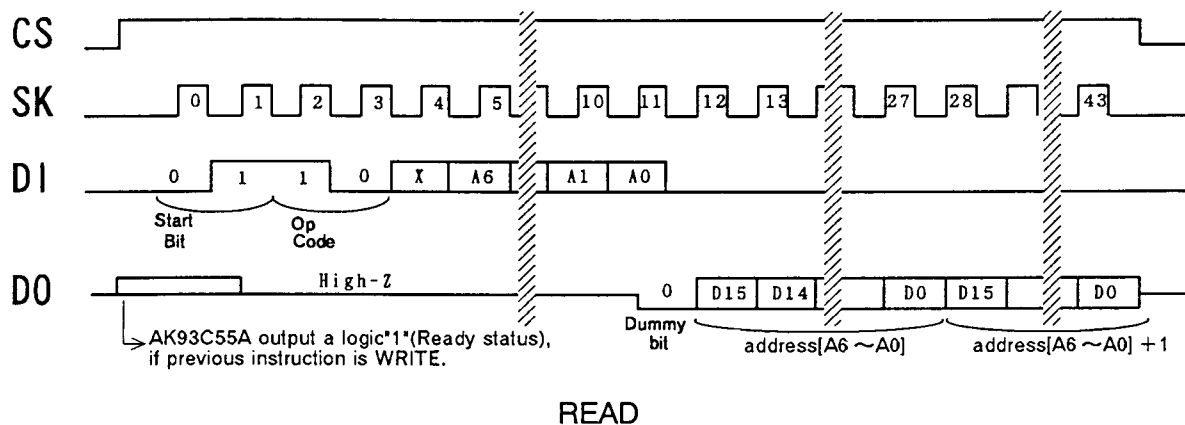 CS
SK 0 1 2 3 4 5 10 11 12 13 27 28 43
DI 0 1 1 0 X A6 A1 A0
Start Bit
Op Code
DO High-Z 0 D15 D14 D0 D15 D0
AK93C55A output a logic"1"(Ready status),
if previous instruction is WRITE.
Dummy bit
address[A6 ~A0]
address[A6 ~A0] +1
READ